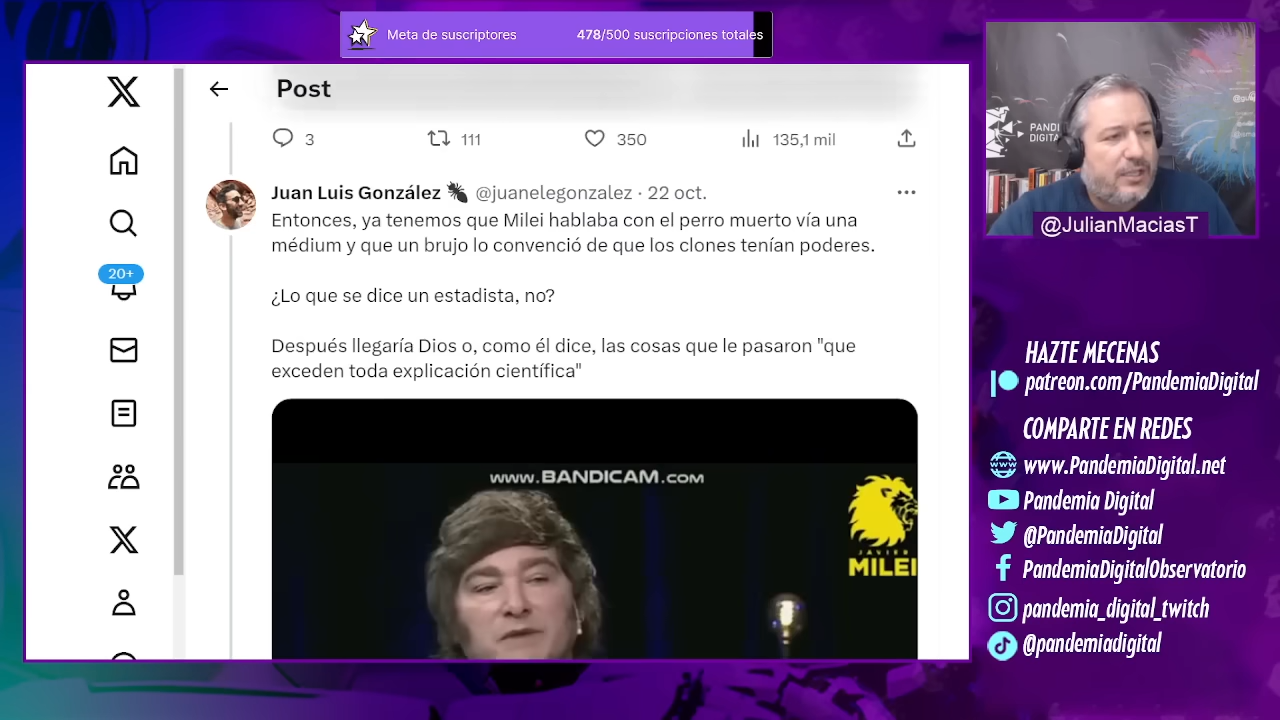 Meta de suscriptores 478/500 suscripciones totales
Post
3 111 350 135,1 mil
Juan Luis González @juanelegonzalez · 22 oct.
Entonces, ya tenemos que Milei hablaba con el perro muerto vía una
médium y que un brujo lo convenció de que los clones tenían poderes.
¿Lo que se dice un estadista, no?
Después llegaría Dios o, como él dice, las cosas que le pasaron "que
exceden toda explicación científica"
20+
www.BANDICAM.com
JAVIER
MILEI
@JulianMaciasT
HAZTE MECENAS
patreon.com/PandemiaDigital
COMPARTE EN REDES
www.PandemiaDigital.net
Pandemia Digital
@PandemiaDigital
PandemiaDigitalObservatorio
pandemia_digital_twitch
@pandemiadigital